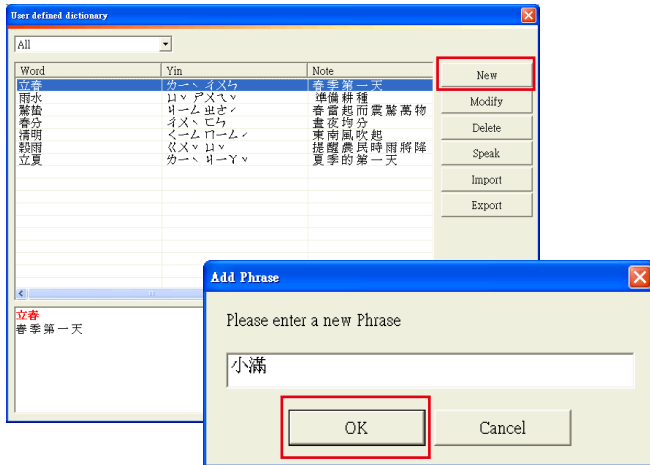 User defined dictionary
All
Word Yin Note
立春 ㄌㄧˋ ㄔㄨㄣ 春季第一天
雨水 ㄩˇ ㄕㄨㄟˇ 準備耕種
驚蟄 ㄐㄧㄥ ㄓㄜˊ 春雷起而震驚萬物
春分 晝夜均分
清明 ㄑㄧㄥ ㄇㄧㄥˊ 東南風吹起
穀雨 ㄍㄨˇ ㄩˇ 提醒農民時雨將降
立夏 ㄌㄧˋ ㄐㄧㄚˇ 夏季的第一天
New
Modify
Delete
Speak
Import
Export
立春
春季第一天
Add Phrase
Please enter a new Phrase
小滿
OK
Cancel